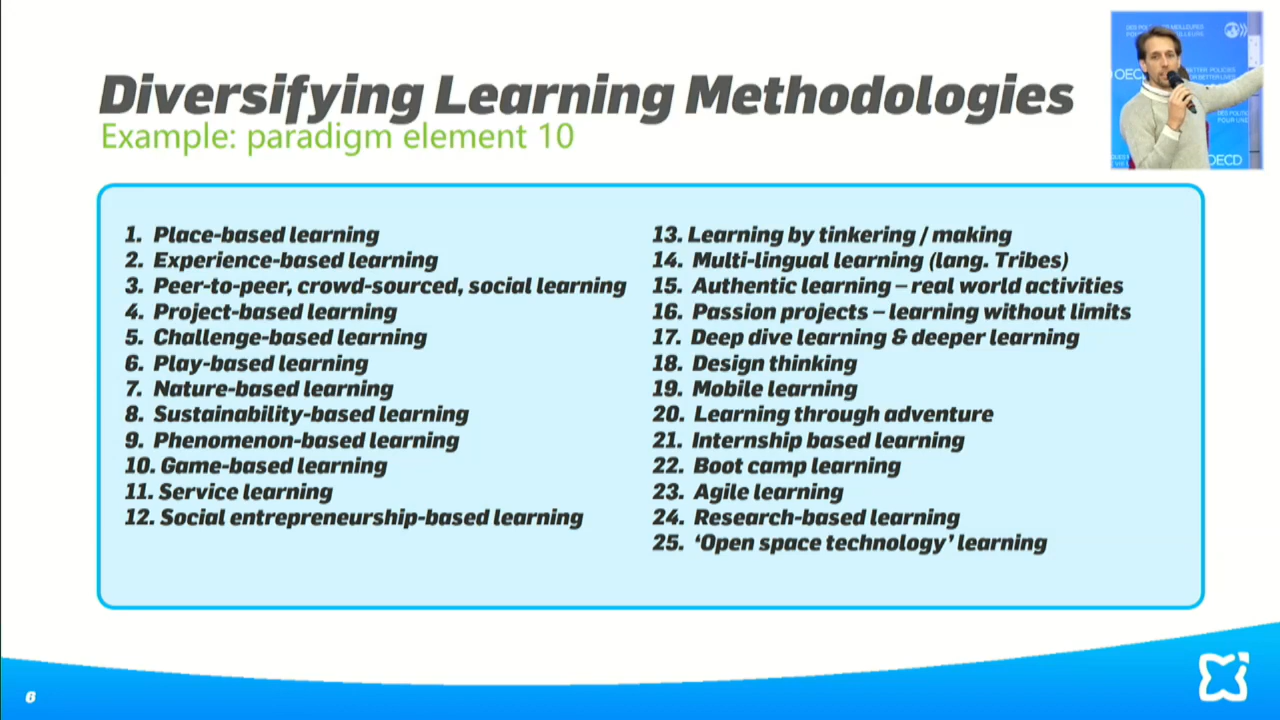 Diversifying Learning Methodologies
Example: paradigm element 10
1. Place-based learning
2. Experience-based learning
3. Peer-to-peer, crowd-sourced, social learning
4. Project-based learning
5. Challenge-based learning
6. Play-based learning
7. Nature-based learning
8. Sustainability-based learning
9. Phenomenon-based learning
10. Game-based learning
11. Service learning
12. Social entrepreneurship-based learning
13. Learning by tinkering / making
14. Multi-lingual learning (lang. Tribes)
15. Authentic learning – real world activities
16. Passion projects – learning without limits
17. Deep dive learning & deeper learning
18. Design thinking
19. Mobile learning
20. Learning through adventure
21. Internship based learning
22. Boot camp learning
23. Agile learning
24. Research-based learning
25. ‘Open space technology’ learning
6
OECD